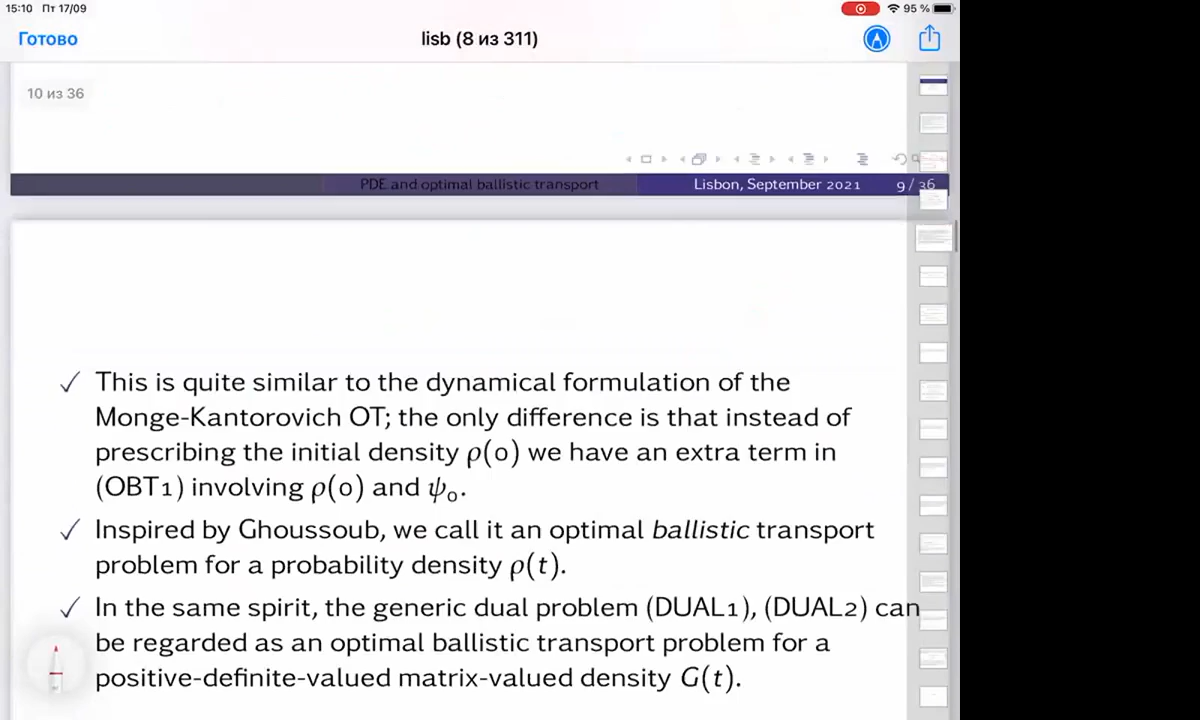 15:10 Пт 17/09
95 %
Готово
lisb (8 из 311)
10 из 36
PDE and optimal ballistic transport
Lisbon, September 2021
9 / 36
✓ This is quite similar to the dynamical formulation of the
Monge-Kantorovich OT; the only difference is that instead of
prescribing the initial density ρ(0) we have an extra term in
(OBT1) involving ρ(0) and ψ₀.
✓ Inspired by Ghoussoub, we call it an optimal ballistic transport
problem for a probability density ρ(t).
✓ In the same spirit, the generic dual problem (DUAL1), (DUAL2) can
be regarded as an optimal ballistic transport problem for a
positive-definite-valued matrix-valued density G(t).